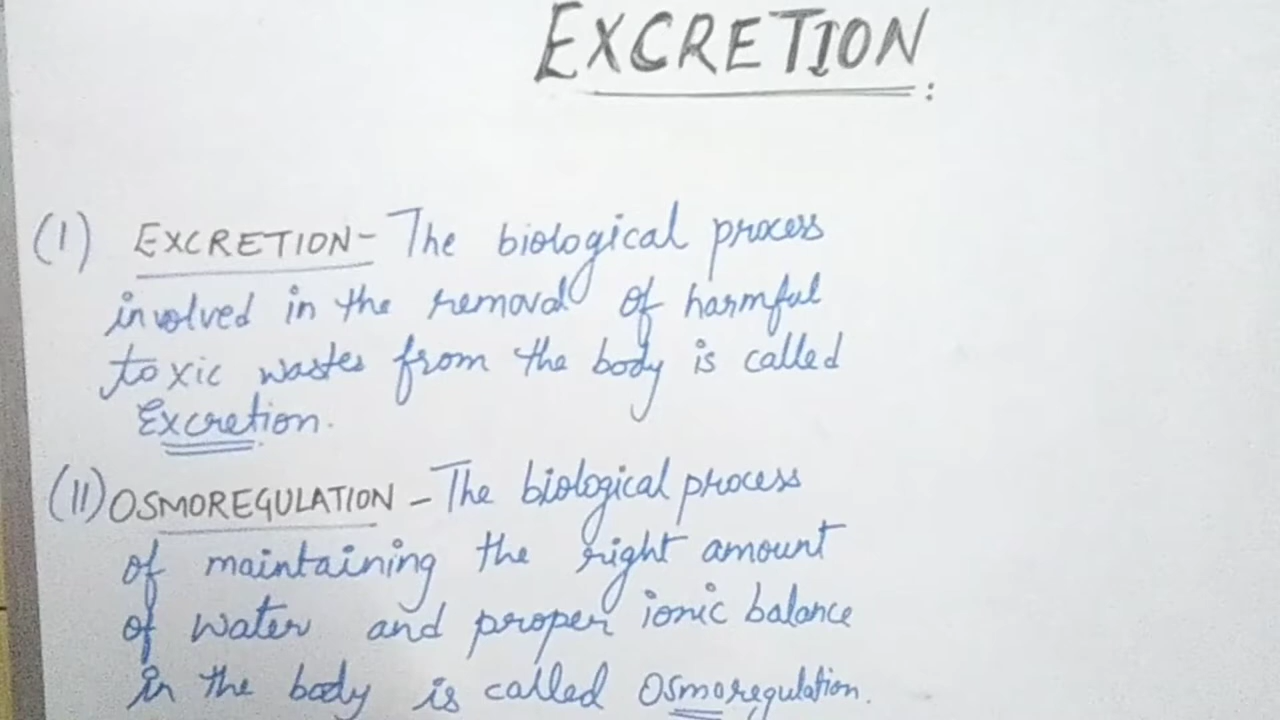 EXCRETION:
(I) EXCRETION- The biological process
involved in the removal of harmful
toxic wastes from the body is called
Excretion.
(II) OSMOREGULATION - The biological process
of maintaining the right amount
of water and proper ionic balance
in the body is called Osmoregulation.